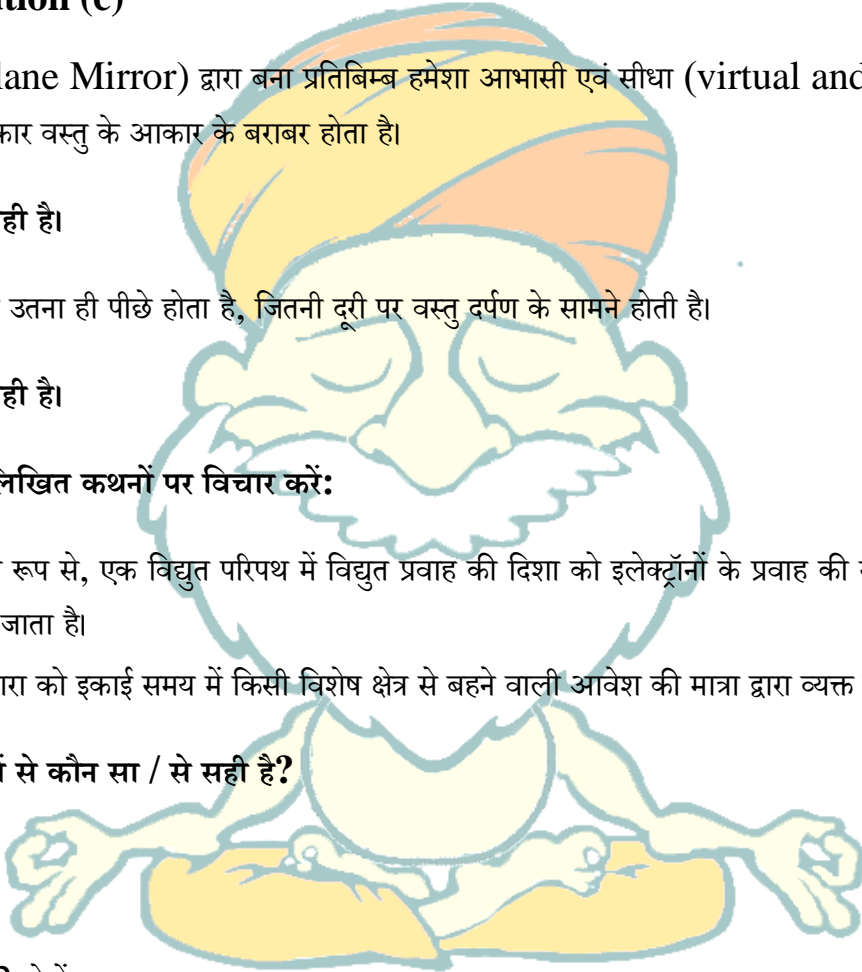 (c)
lane Mirror) द्वारा बना प्रतिबिम्ब हमेशा आभासी एवं सीधा (virtual and
कार वस्तु के आकार के बराबर होता है।
ही है।
उतना ही पीछे होता है, जितनी दूरी पर वस्तु दर्पण के सामने होती है।
ही है।
लिखित कथनों पर विचार करें:
रूप से, एक विद्युत परिपथ में विद्युत प्रवाह की दिशा को इलेक्ट्रॉनों के प्रवाह की
जाता है।
ारा को इकाई समय में किसी विशेष क्षेत्र से बहने वाली आवेश की मात्रा द्वारा व्यक्त
से कौन सा / से सही है?